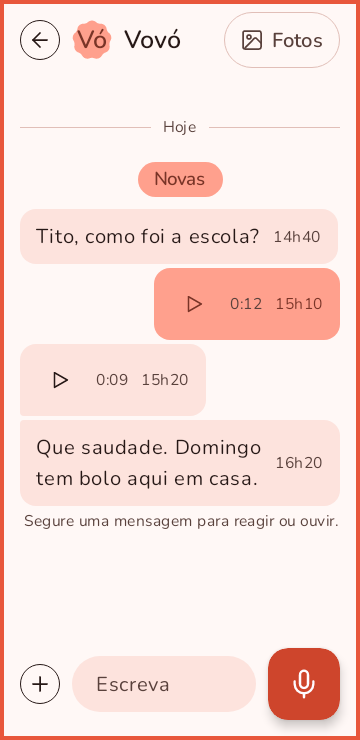 Vó Vovó Fotos
Hoje
Novas
Tito, como foi a escola? 14h40
0:12 15h10
0:09 15h20
Que saudade. Domingo
tem bolo aqui em casa. 16h20
Segure uma mensagem para reagir ou ouvir.
Escreva